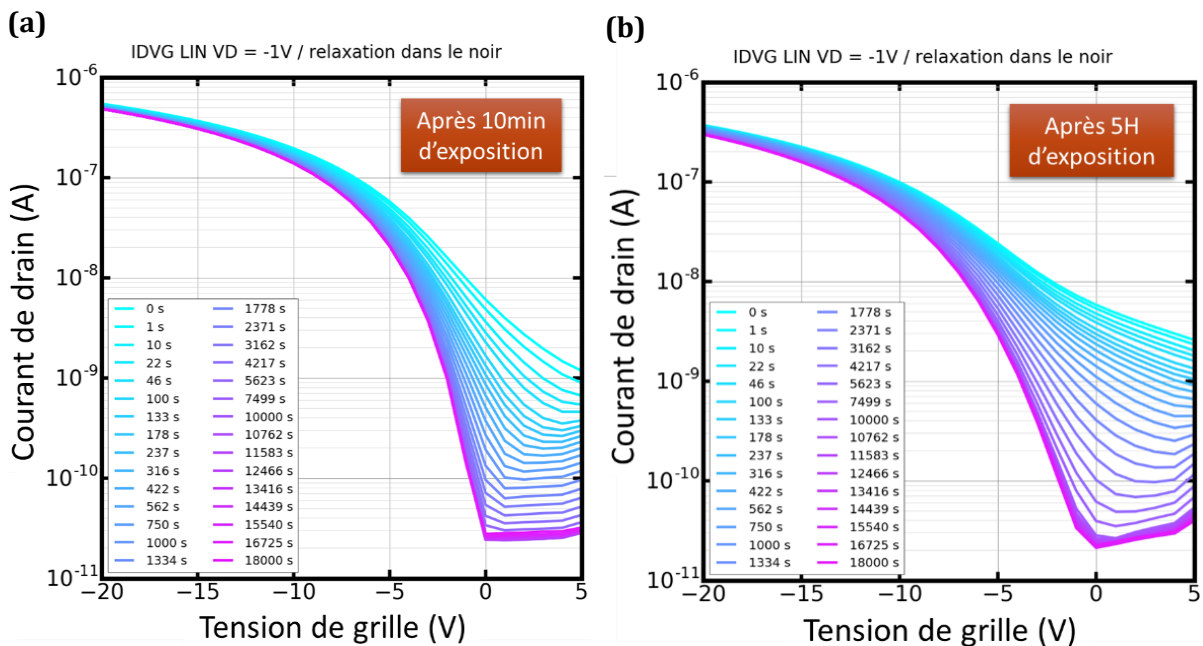 (a)
IDVG LIN VD = -1V / relaxation dans le noir
Après 10min
d'exposition
Courant de drain (A)
10^-6
10^-7
10^-8
10^-9
10^-10
10^-11
0 s 1778 s
1 s 2371 s
10 s 3162 s
22 s 4217 s
46 s 5623 s
100 s 7499 s
133 s 10000 s
178 s 10762 s
237 s 11583 s
316 s 12466 s
422 s 13416 s
562 s 14439 s
750 s 15540 s
1000 s 16725 s
1334 s 18000 s
−20 −15 −10 −5 0 5
Tension de grille (V)
(b)
IDVG LIN VD = -1V / relaxation dans le noir
Après 5H
d'exposition
Courant de drain (A)
10^-6
10^-7
10^-8
10^-9
10^-10
10^-11
0 s 1778 s
1 s 2371 s
10 s 3162 s
22 s 4217 s
46 s 5623 s
100 s 7499 s
133 s 10000 s
178 s 10762 s
237 s 11583 s
316 s 12466 s
422 s 13416 s
562 s 14439 s
750 s 15540 s
1000 s 16725 s
1334 s 18000 s
−20 −15 −10 −5 0 5
Tension de grille (V)